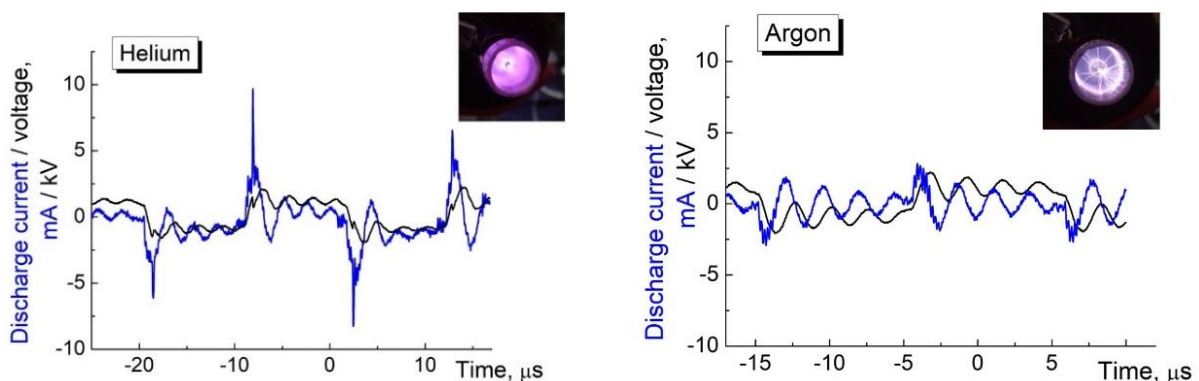 Helium
Discharge current / voltage,
mA / kV
10
5
0
-5
-10
-20
-10
0
10
Time, μs
Argon
Discharge current / voltage,
mA / kV
10
5
0
-5
-10
-15
-10
-5
0
5
Time, μs